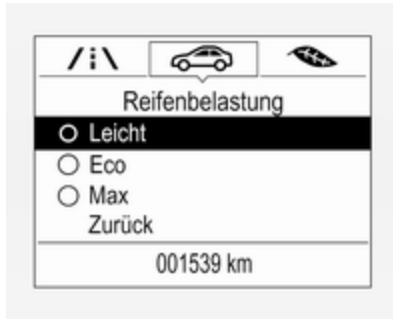 Reifenbelastung
Leicht
Eco
Max
Zurück
001539 km